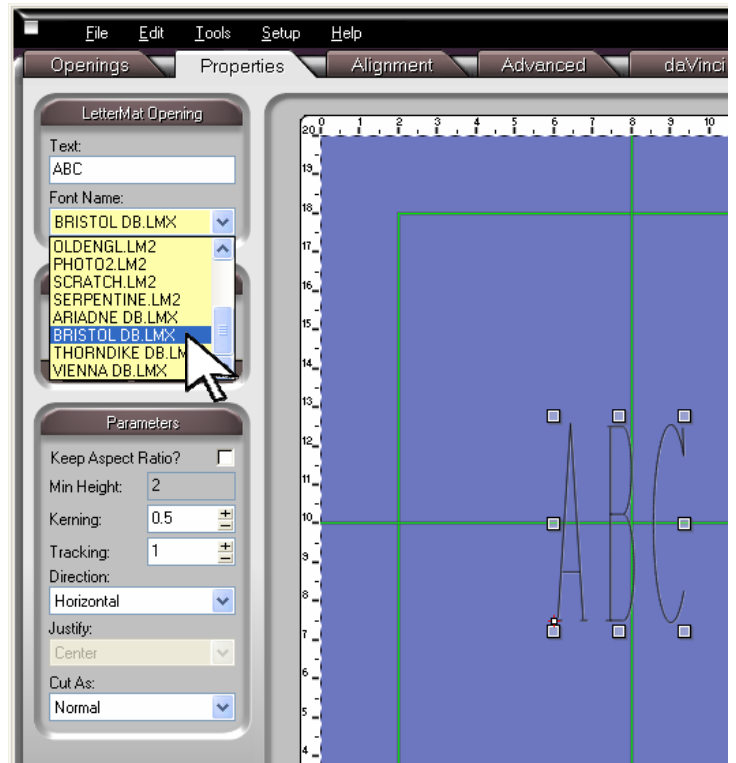 File Edit Tools Setup Help
Openings Properties Alignment Advanced daVinci
LetterMat Opening
Text:
ABC
Font Name:
BRISTOL DB.LMX
OLDENGL.LM2
PHOTO2.LM2
SCRATCH.LM2
SERPENTINE.LM2
ARIADNE DB.LMX
BRISTOL DB.LMX
THORNDIKE DB.LM
VIENNA DB.LMX
Parameters
Keep Aspect Ratio?
Min Height: 2
Kerning: 0.5
Tracking: 1
Direction:
Horizontal
Justify:
Center
Cut As:
Normal
0 1 2 3 4 5 6 7 8 9 10
20
19
18
17
16
15
14
13
12
11
10
9
8
7
6
5
4
ABC